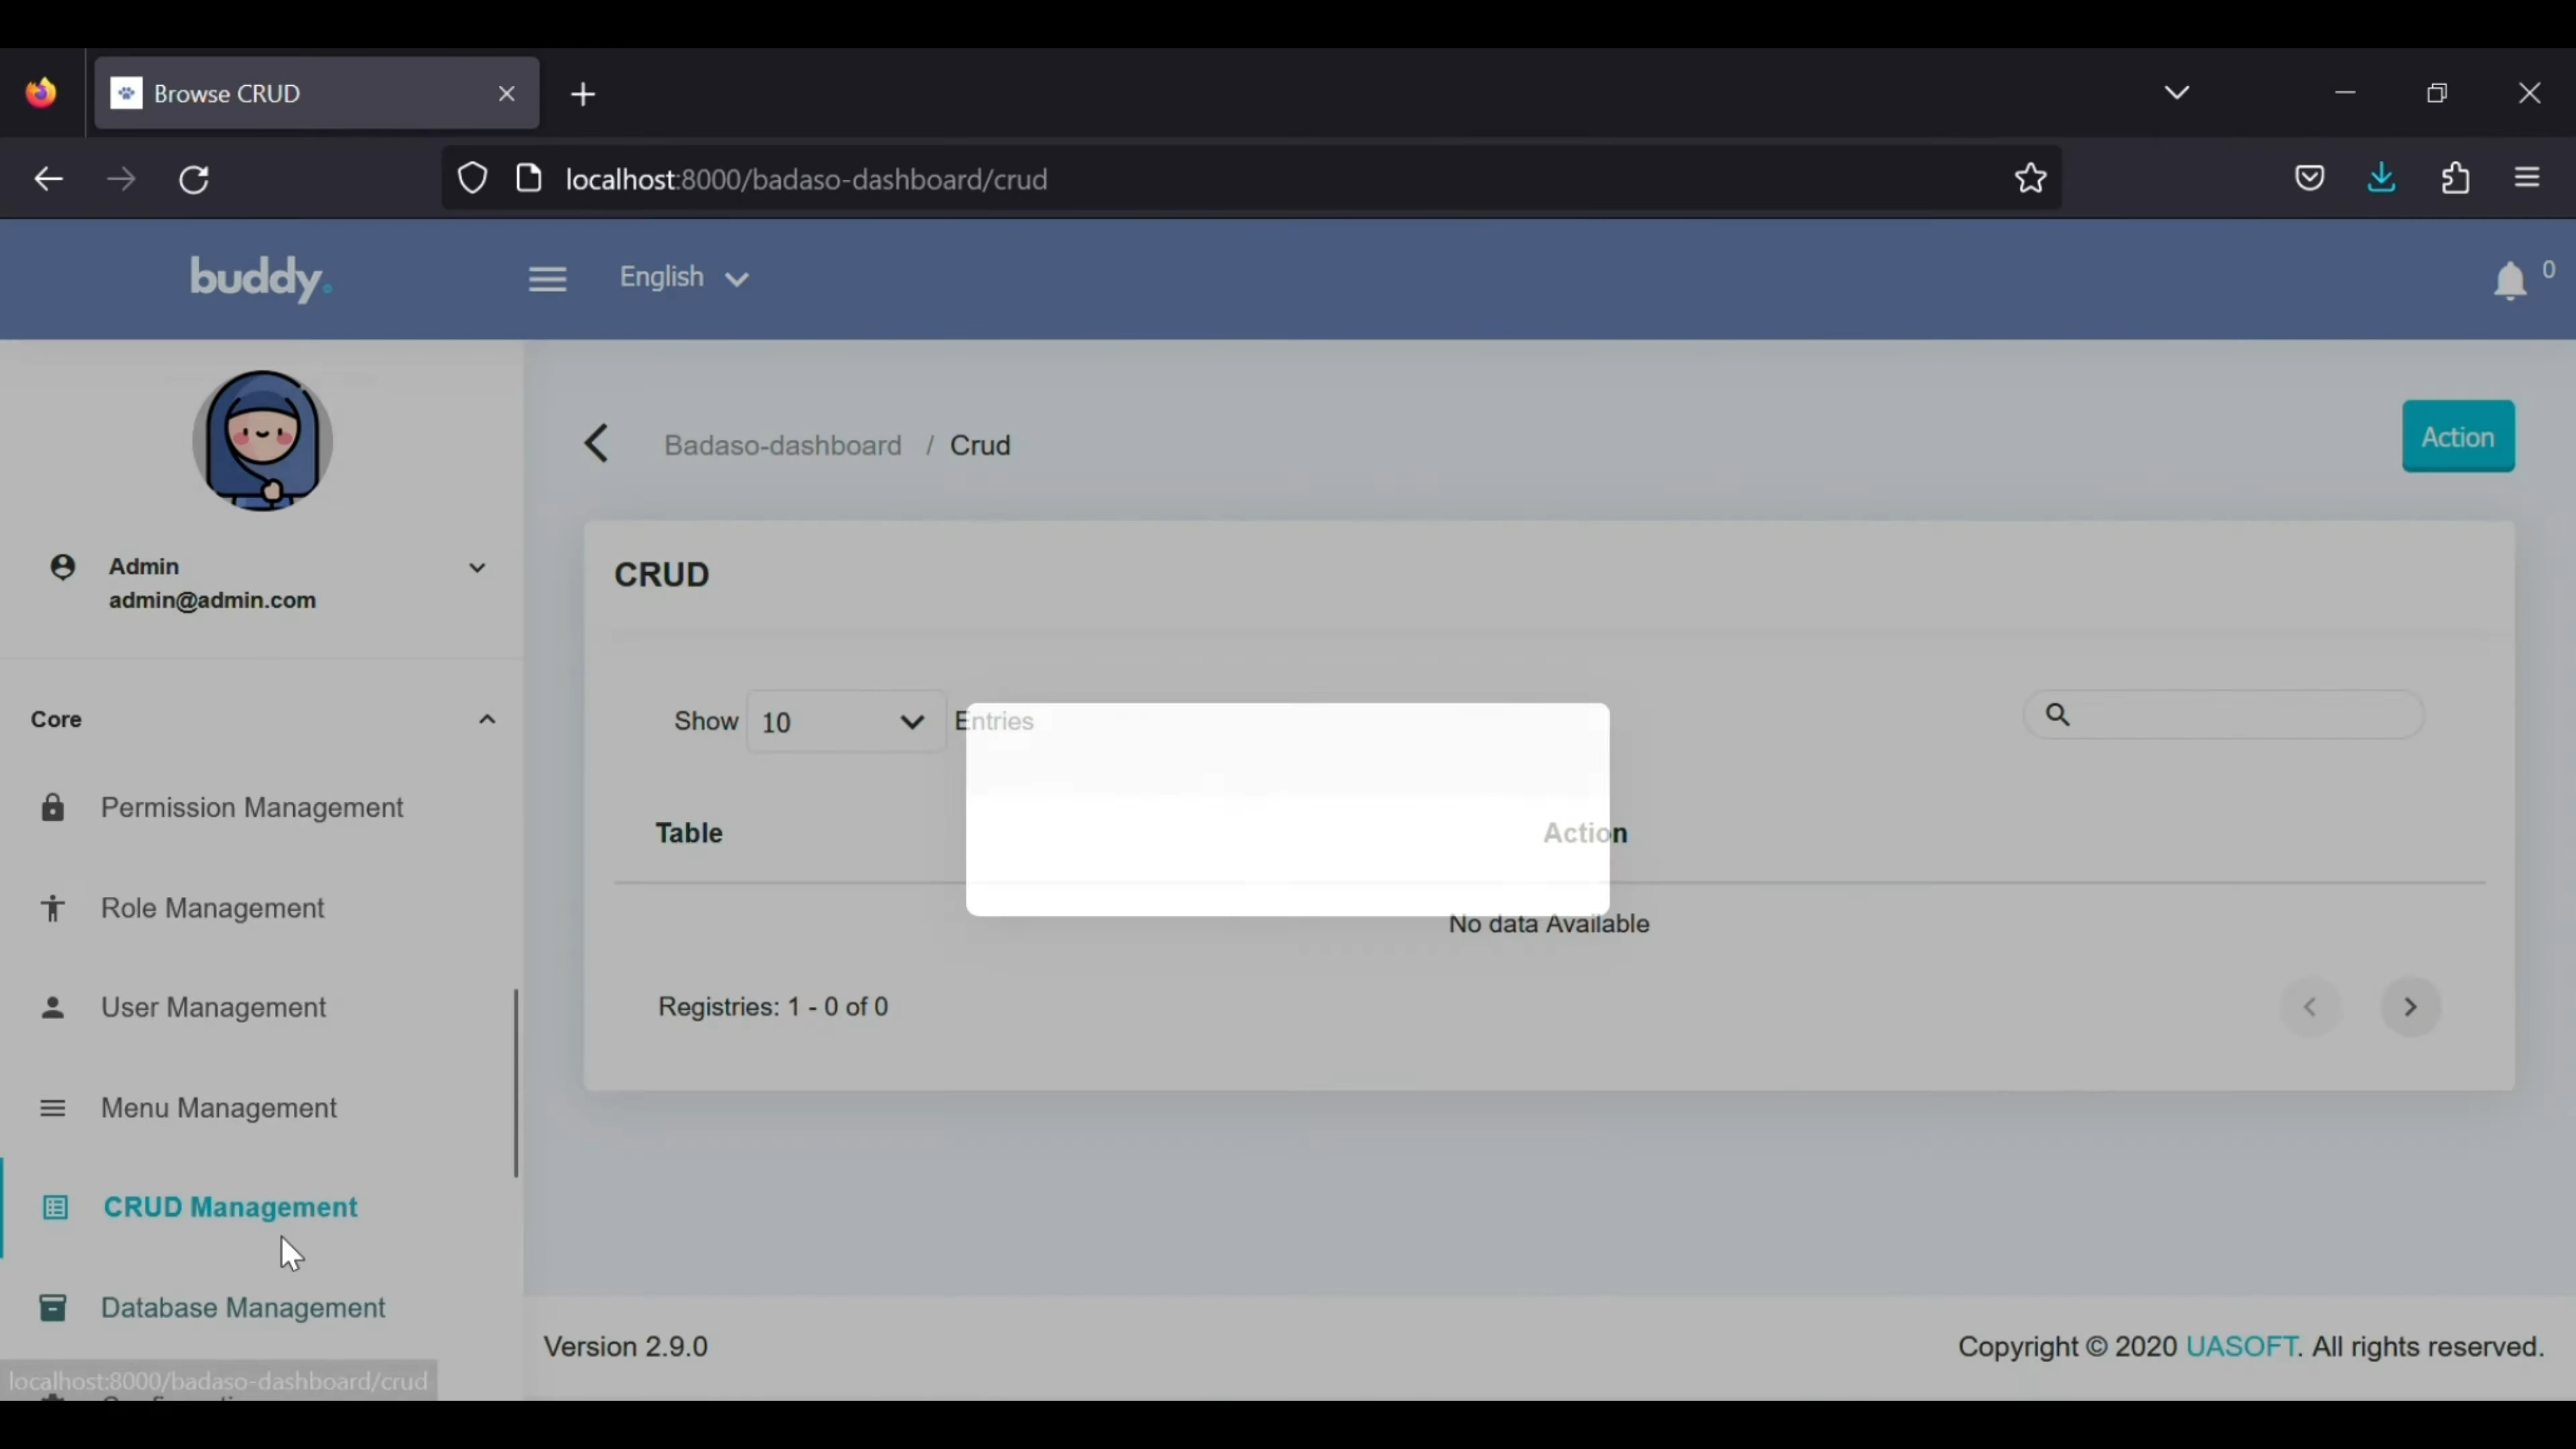 Browse CRUD
localhost:8000/badaso-dashboard/crud
buddy.
English
0
Badaso-dashboard / Crud
Action
Admin
admin@admin.com
CRUD
Core
Show 10 Entries
Permission Management
Table
Action
Role Management
No data Available
User Management
Registries: 1 - 0 of 0
Menu Management
CRUD Management
Database Management
Version 2.9.0
Copyright © 2020 UASOFT. All rights reserved.
localhost:8000/badaso-dashboard/crud